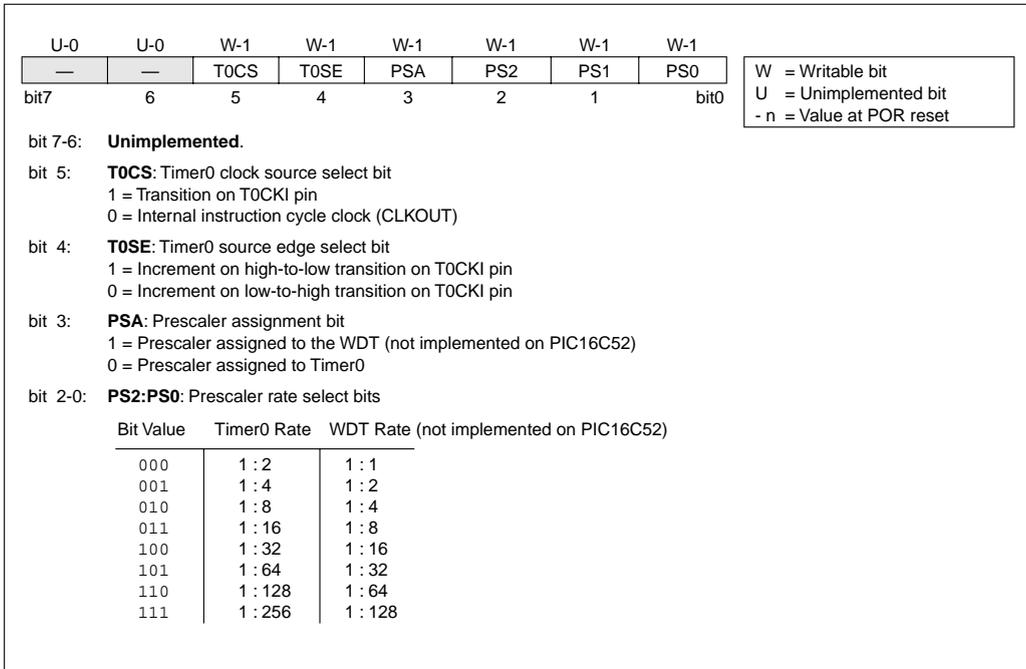 U-0 U-0 W-1 W-1 W-1 W-1 W-1 W-1
— — T0CS T0SE PSA PS2 PS1 PS0
bit7 6 5 4 3 2 1 bit0
W = Writable bit
U = Unimplemented bit
- n = Value at POR reset
bit 7-6: Unimplemented.
bit 5: T0CS: Timer0 clock source select bit
1 = Transition on T0CKI pin
0 = Internal instruction cycle clock (CLKOUT)
bit 4: T0SE: Timer0 source edge select bit
1 = Increment on high-to-low transition on T0CKI pin
0 = Increment on low-to-high transition on T0CKI pin
bit 3: PSA: Prescaler assignment bit
1 = Prescaler assigned to the WDT (not implemented on PIC16C52)
0 = Prescaler assigned to Timer0
bit 2-0: PS2:PS0: Prescaler rate select bits
Bit Value Timer0 Rate WDT Rate (not implemented on PIC16C52)
000 1 : 2 1 : 1
001 1 : 4 1 : 2
010 1 : 8 1 : 4
011 1 : 16 1 : 8
100 1 : 32 1 : 16
101 1 : 64 1 : 32
110 1 : 128 1 : 64
111 1 : 256 1 : 128